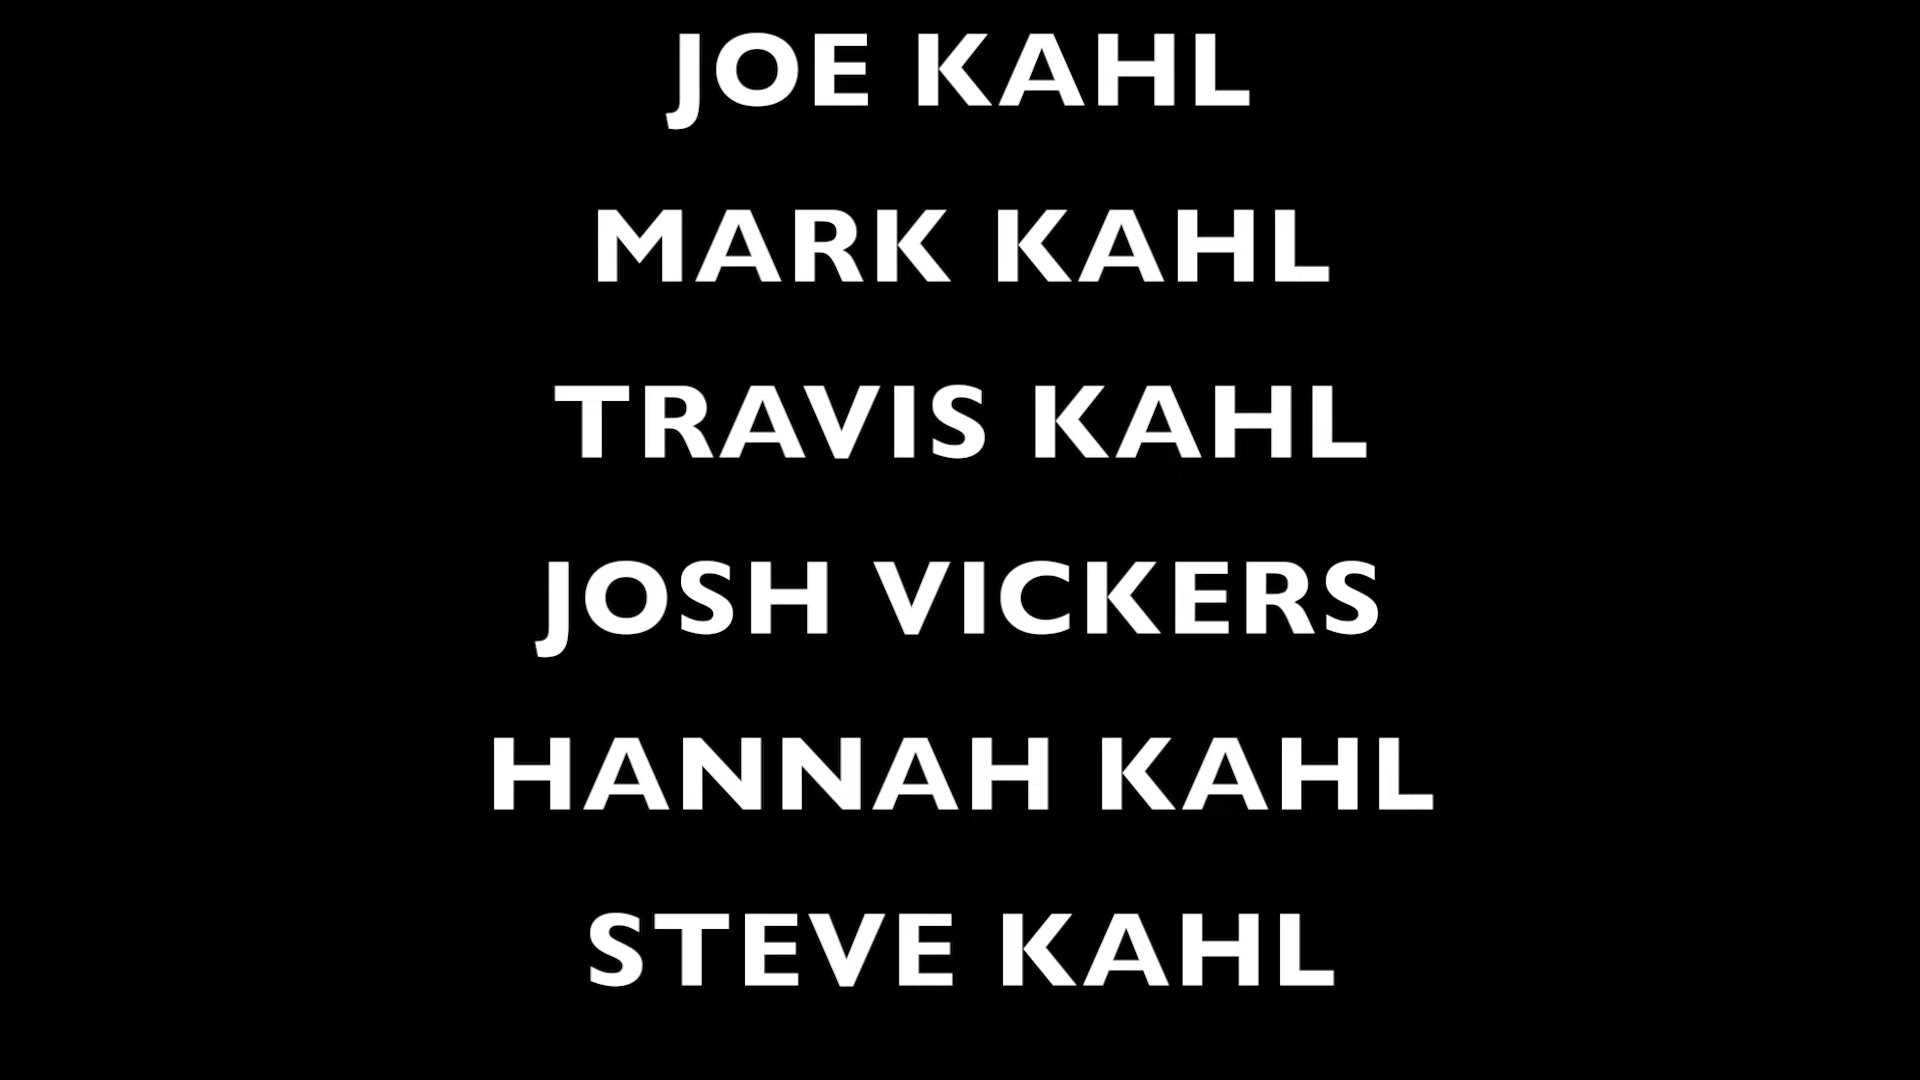 JOE KAHL
MARK KAHL
TRAVIS KAHL
JOSH VICKERS
HANNAH KAHL
STEVE KAHL